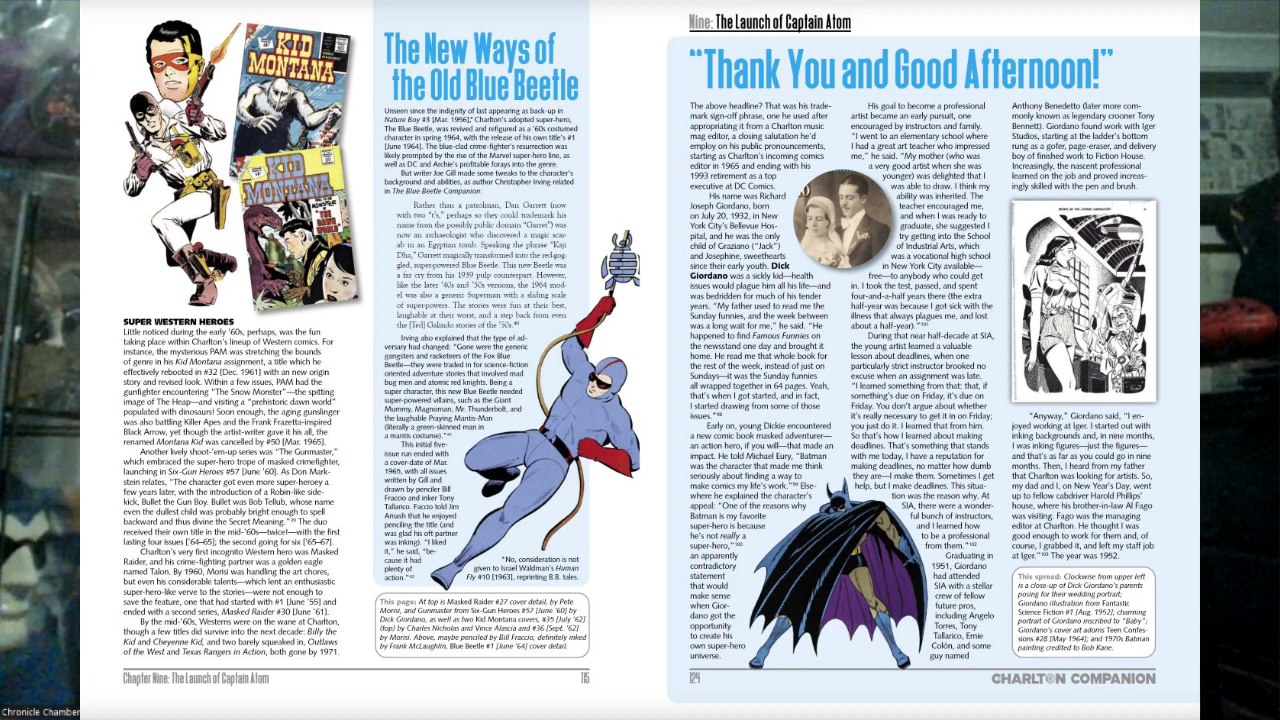 KID
MONTANA
KID
MONTANA
SUPER WESTERN HEROES
Little noticed during the early '60s, perhaps, was the fun
taking place within Charlton's lineup of Western comics. For
instance, the mysterious PAM was stretching the bounds
of genre in his Kid Montana assignment, a title which he
effectively rebooted in #32 [Dec. 1961] with a new origin
story and revised look. Within a few issues, PAM had the
gunfighter encountering "The Snow Monster"—the spitting
image of The Heap—and visiting a "prehistoric dawn world"
populated with dinosaurs! Soon enough, the aging gunslinger
was also battling Killer Apes and the Frank Frazetta-inspired
Black Arrow, yet though the artist-writer gave it his all, the
renamed Montana Kid was cancelled by #50 [Mar. 1965].
Another lively shoot-'em-up series was "The Gunmaster,"
which embraced the super-hero trope of masked crimefighter,
launching in Six-Gun Heroes #57 [June '60]. As Don Mark-
stein relates, "The character got even more super-heroey a
few years later, with the introduction of a Robin-like side-
kick, Bullet the Gun Boy. Bullet was Bob Tellub, whose name
even the dullest child was probably bright enough to spell
backward and thus divine the Secret Meaning."39 The duo
received their own title in the mid-'60s—twice!—with the first
lasting four issues ['64–65]; the second going for six ['65–67].
Charlton's very first incognito Western hero was Masked
Raider, and his crime-fighting partner was a golden eagle
named Talon. By 1960, Morisi was handling the art chores,
but even his considerable talents—which lent an enthusiastic
super-hero-like verve to the stories—were not enough to
save the feature, one that had started with #1 [June '55] and
ended with a second series, Masked Raider #30 [June '61].
By the mid-'60s, Westerns were on the wane at Charlton,
though a few titles did survive into the next decade: Billy the
Kid and Cheyenne Kid, and two barely squeaked in, Outlaws
of the West and Texas Rangers in Action, both gone by 1971.
Chapter Nine: The Launch of Captain Atom
The New Ways of
the Old Blue Beetle
Unseen since the indignity of last appearing as back-up in
Nature Boy #3 [Mar. 1956],* Charlton's adopted super-hero,
The Blue Beetle, was revived and refigured as a '60s costumed
character in spring 1964, with the release of his own title's #1
[June 1964]. The blue-clad crime-fighter's resurrection was
likely prompted by the rise of the Marvel super-hero line, as
well as DC and Archie's profitable forays into the genre.
But writer Joe Gill made some tweaks to the character's
background and abilities, as author Christopher Irving related
in The Blue Beetle Companion:
Rather than a patrolman, Dan Garrett (now
with two "t's," perhaps so they could trademark his
name from the possibly public domain "Garret") was
now an archaeologist who discovered a magic scar-
ab in an Egyptian tomb. Speaking the phrase "Kaji
Dha," Garrett magically transformed into the red-gog-
gled, super-powered Blue Beetle. This new Beetle was
a far cry from his 1939 pulp counterpart. However,
like the later '40s and '50s versions, the 1964 mod-
el was also a generic Superman with a sliding scale
of super-powers. The stories were fun at their best,
laughable at their worst, and a step back from even
the [Ted] Galindo stories of the '50s.40
Irving also explained that the type of ad-
versary had changed: "Gone were the generic
gangsters and racketeers of the Fox Blue
Beetle—they were traded in for science-fiction
oriented adventure stories that involved mad
bug men and atomic red knights. Being a
super character, this new Blue Beetle needed
super-powered villains, such as the Giant
Mummy, Magnoman, Mr. Thunderbolt, and
the laughable Praying Mantis-Man
(literally a green-skinned man in
a mantis costume)."41
This initial five-
issue run ended with
a cover-date of Mar.
1965, with all issues
written by Gill and
drawn by penciler Bill
Fraccio and inker Tony
Tallarico. Faccio told Jim
Amash that he enjoyed
penciling the title (and
was glad his oft partner
was inking). "I liked
it," he said, "be-
cause it had
plenty of
action."42
*No, consideration is not
given to Israel Waldman's Human
Fly #10 [1963], reprinting B.B. tales.
This page: At top is Masked Raider #27 cover detail, by Pete
Morisi, and Gunmaster from Six-Gun Heroes #57 [June '60] by
Dick Giordano, as well as two Kid Montana covers, #35 [July '62]
(top) by Charles Nicholas and Vince Alascia and #36 [Sept. '62]
by Morisi. Above, maybe penciled by Bill Fraccio, definitely inked
by Frank McLaughlin, Blue Beetle #1 [June '64] cover detail.
115
Nine: The Launch of Captain Atom
"Thank You and Good Afternoon!"
The above headline? That was his trade-
mark sign-off phrase, one he used after
appropriating it from a Charlton music
mag editor, a closing salutation he'd
employ on his public pronouncements,
starting as Charlton's incoming comics
editor in 1965 and ending with his
1993 retirement as a top
executive at DC Comics.
His name was Richard
Joseph Giordano, born
on July 20, 1932, in New
York City's Bellevue Hos-
pital, and he was the only
child of Graziano ("Jack")
and Josephine, sweethearts
since their early youth. Dick
Giordano was a sickly kid—health
issues would plague him all his life—and
was bedridden for much of his tender
years. "My father used to read me the
Sunday funnies, and the week between
was a long wait for me," he said. "He
happened to find Famous Funnies on
the newsstand one day and brought it
home. He read me that whole book for
the rest of the week, instead of just on
Sundays—it was the Sunday funnies
all wrapped together in 64 pages. Yeah,
that's when I got started, and in fact,
I started drawing from some of those
issues."98
Early on, young Dickie encountered
a new comic book masked adventurer—
an action hero, if you will—that made an
impact. He told Michael Eury, "Batman
was the character that made me think
seriously about finding a way to
make comics my life's work."99 Else-
where he explained the character's
appeal: "One of the reasons why
Batman is my favorite
super-hero is because
he's not really a
super-hero,"100
an apparently
contradictory
statement
that would
make sense
when Gior-
dano got the
opportunity
to create his
own super-hero
universe.
His goal to become a professional
artist became an early pursuit, one
encouraged by instructors and family.
"I went to an elementary school where
I had a great art teacher who impressed
me," he said. "My mother (who was
a very good artist when she was
younger) was delighted that I
was able to draw. I think my
ability was inherited. The
teacher encouraged me,
and when I was ready to
graduate, she suggested I
try getting into the School
of Industrial Arts, which
was a vocational high school
in New York City available—
free—to anybody who could get
in. I took the test, passed, and spent
four-and-a-half years there (the extra
half-year was because I got sick with the
illness that always plagues me, and lost
about a half-year)."101
During that near half-decade at SIA,
the young artist learned a valuable
lesson about deadlines, when one
particularly strict instructor brooked no
excuse when an assignment was late.
"I learned something from that: that, if
something's due on Friday, it's due on
Friday. You don't argue about whether
it's really necessary to get it in on Friday;
you just do it. I learned that from him.
So that's how I learned about making
deadlines. That's something that stands
with me today, I have a reputation for
making deadlines, no matter how dumb
they are—I make them. Sometimes I get
help, but I make deadlines. This situa-
tion was the reason why. At
SIA, there were a wonder-
ful bunch of instructors,
and I learned how
to be a professional
from them."102
Graduating in
1951, Giordano
had attended
SIA with a stellar
crew of fellow
future pros,
including Angelo
Torres, Tony
Tallarico, Ernie
Colón, and some
guy named
Anthony Benedetto (later more com-
monly known as legendary crooner Tony
Bennett). Giordano found work with Iger
Studios, starting at the ladder's bottom
rung as a gofer, page-eraser, and delivery
boy of finished work to Fiction House.
Increasingly, the nascent professional
learned on the job and proved increas-
ingly skilled with the pen and brush.
"Anyway," Giordano said, "I en-
joyed working at Iger. I started out with
inking backgrounds and, in nine months,
I was inking figures—just the figures—
and that's as far as you could go in nine
months. Then, I heard from my father
that Charlton was looking for artists. So,
my dad and I, on New Year's Day, went
up to fellow cabdriver Harold Phillips'
house, where his brother-in-law Al Fago
was visiting. Fago was the managing
editor at Charlton. He thought I was
good enough to work for them and, of
course, I grabbed it, and left my staff job
at Iger."103 The year was 1952.
This spread: Clockwise from upper left
is a close-up of Dick Giordano's parents
posing for their wedding portrait;
Giordano illustration from Fantastic
Science Fiction #1 [Aug. 1952]; charming
portrait of Giordano inscribed to "Baby";
Giordano's cover art adorns Teen Confes-
sions #28 [May 1964]; and 1970s Batman
painting credited to Bob Kane.
124
CHARLTON COMPANION
Chronicle Chamber